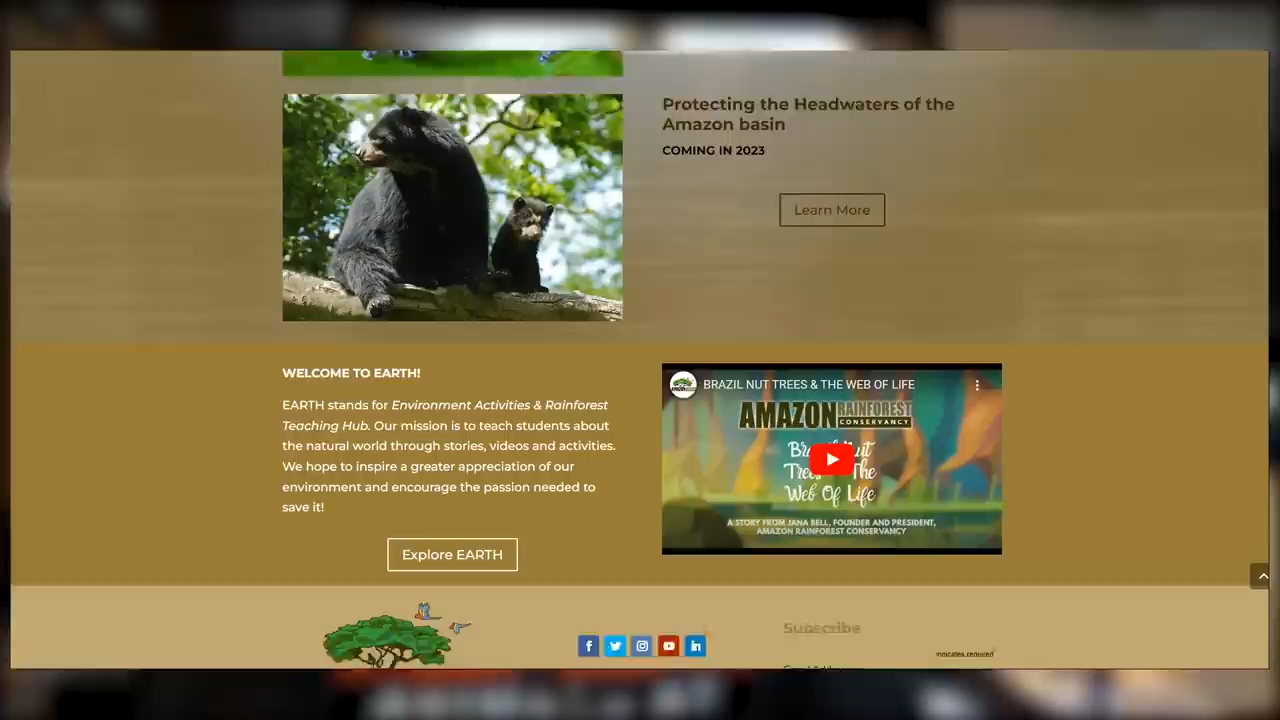 Protecting the Headwaters of the
Amazon basin
COMING IN 2023
Learn More
WELCOME TO EARTH!
EARTH stands for Environment Activities & Rainforest
Teaching Hub. Our mission is to teach students about
the natural world through stories, videos and activities.
We hope to inspire a greater appreciation of our
environment and encourage the passion needed to
save it!
Explore EARTH
BRAZIL NUT TREES & THE WEB OF LIFE
AMAZON RAINFOREST
CONSERVANCY
Web Of Life
A STORY FROM JANA BELL, FOUNDER AND PRESIDENT,
AMAZON RAINFOREST CONSERVANCY
Subscribe
indicates required